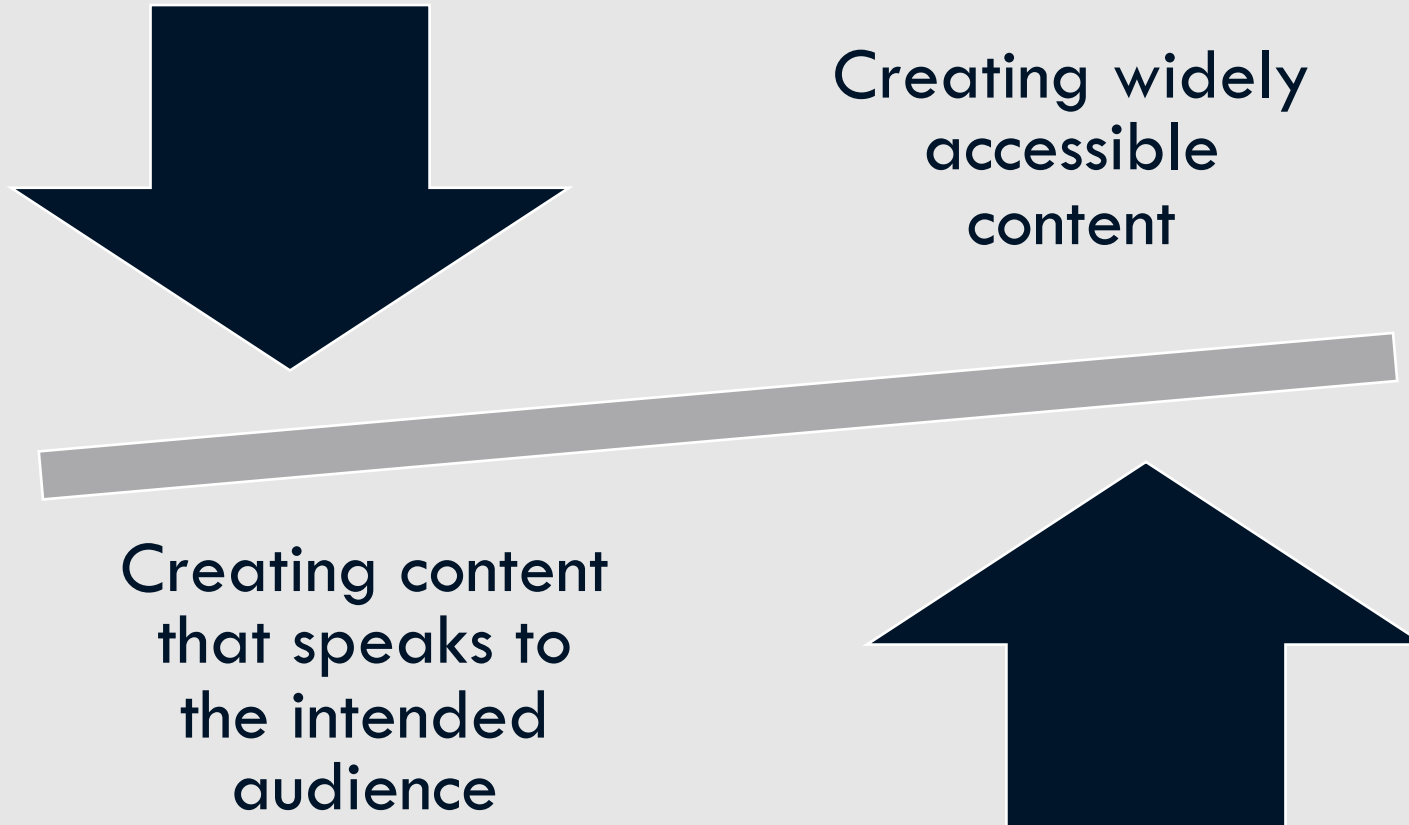 Creating widely
accessible
content
Creating content
that speaks to
the intended
audience